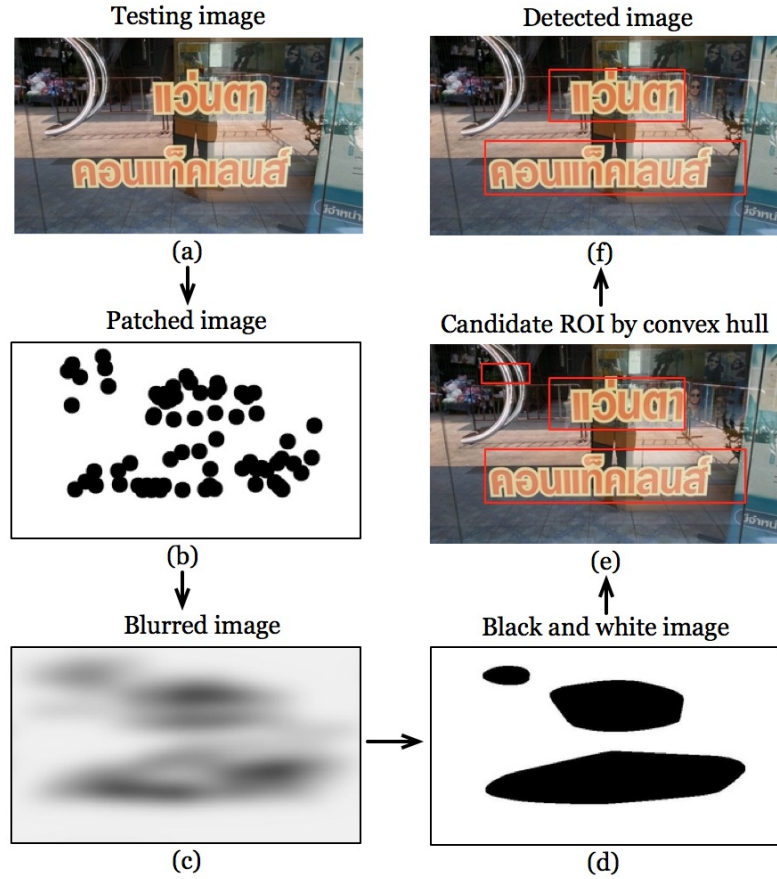 Testing image
แว่นตา
คอนแท็คเลนส์
(a)
Patched image
(b)
Blurred image
(c)
Detected image
แว่นตา
คอนแท็คเลนส์
(f)
Candidate ROI by convex hull
แว่นตา
คอนแท็คเลนส์
(e)
Black and white image
(d)